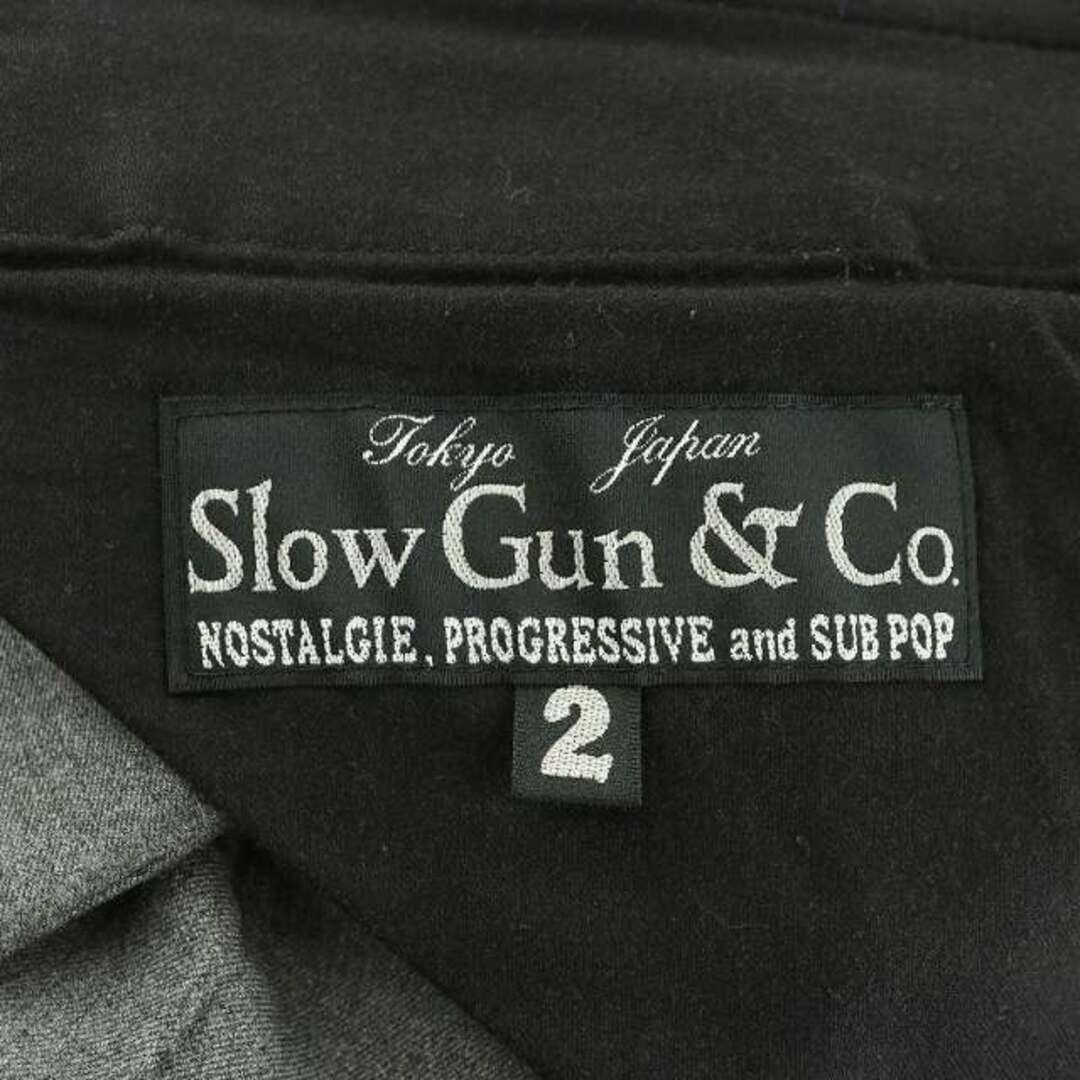 Tokyo Japan
Slow Gun & Co.
NOSTALGIE, PROGRESSIVE and SUB POP
2